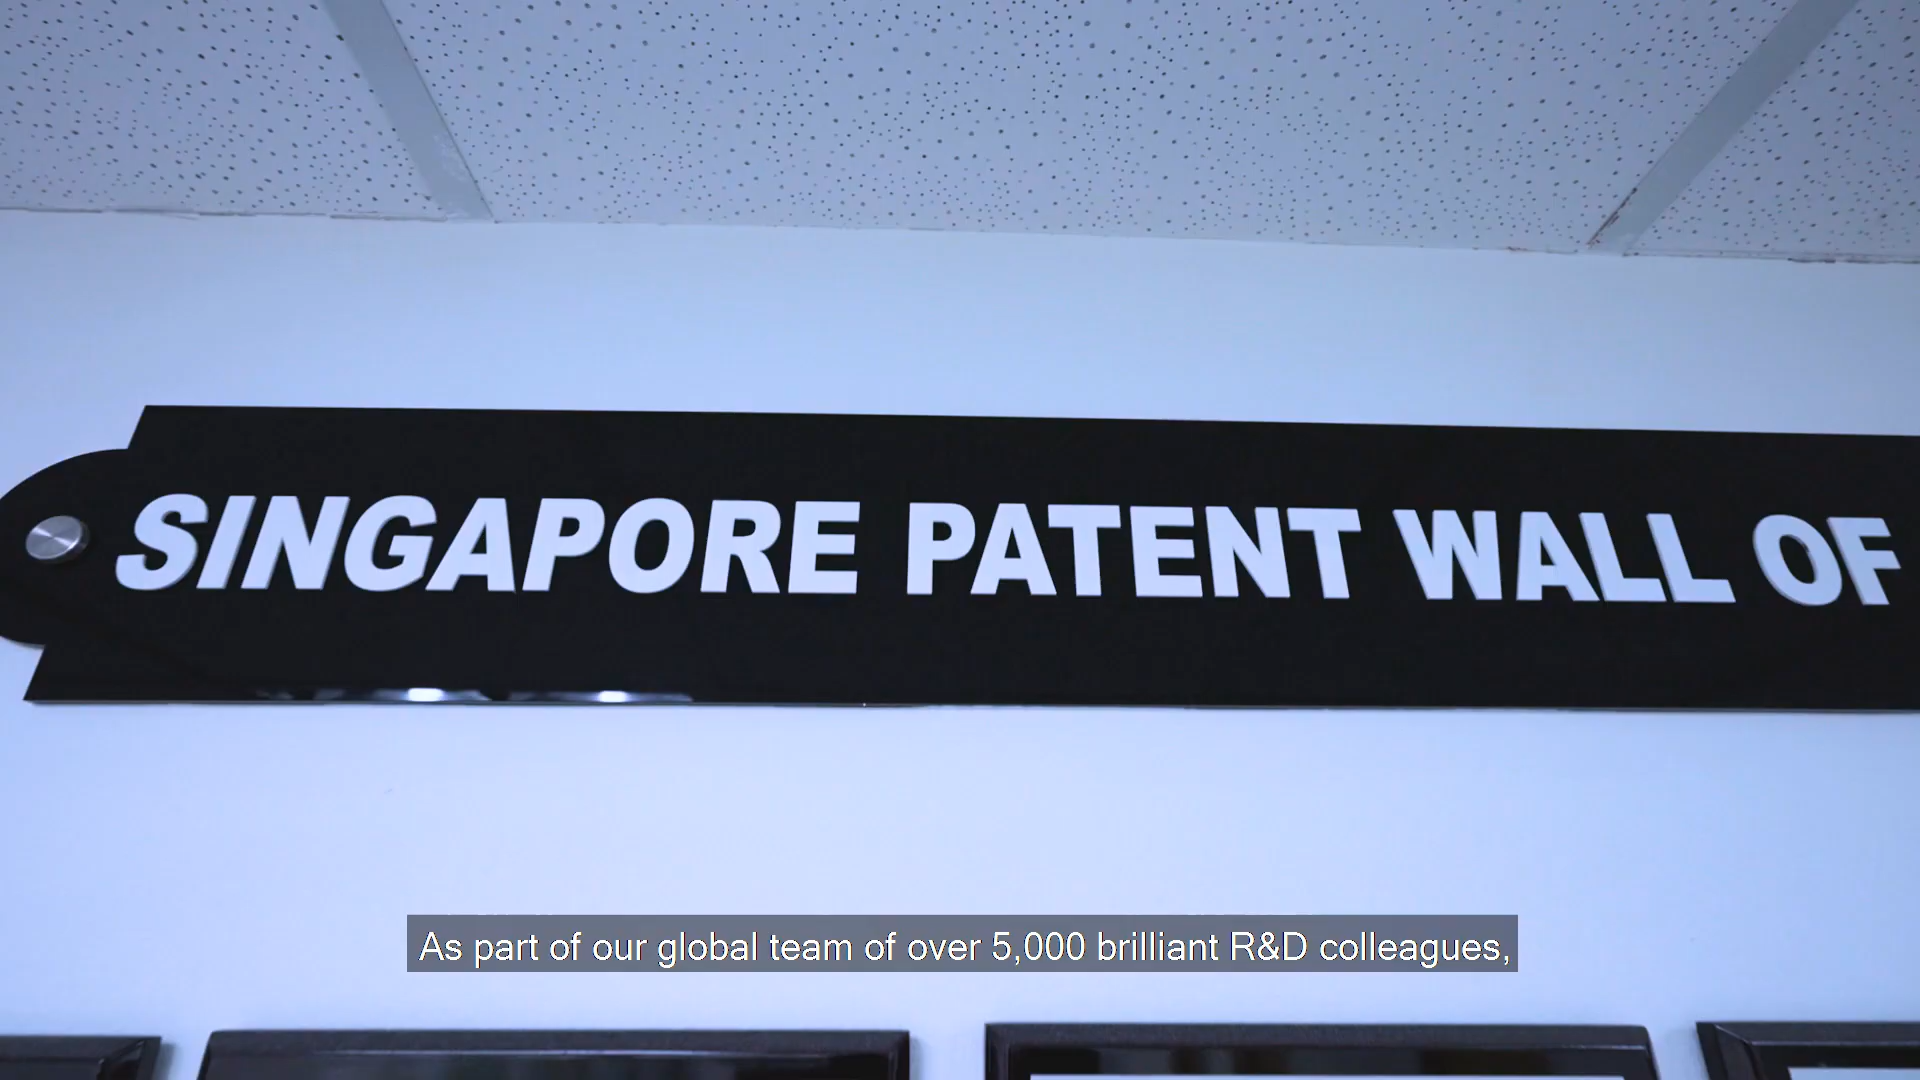 SINGAPORE PATENT WALL OF
As part of our global team of over 5,000 brilliant R&D colleagues,